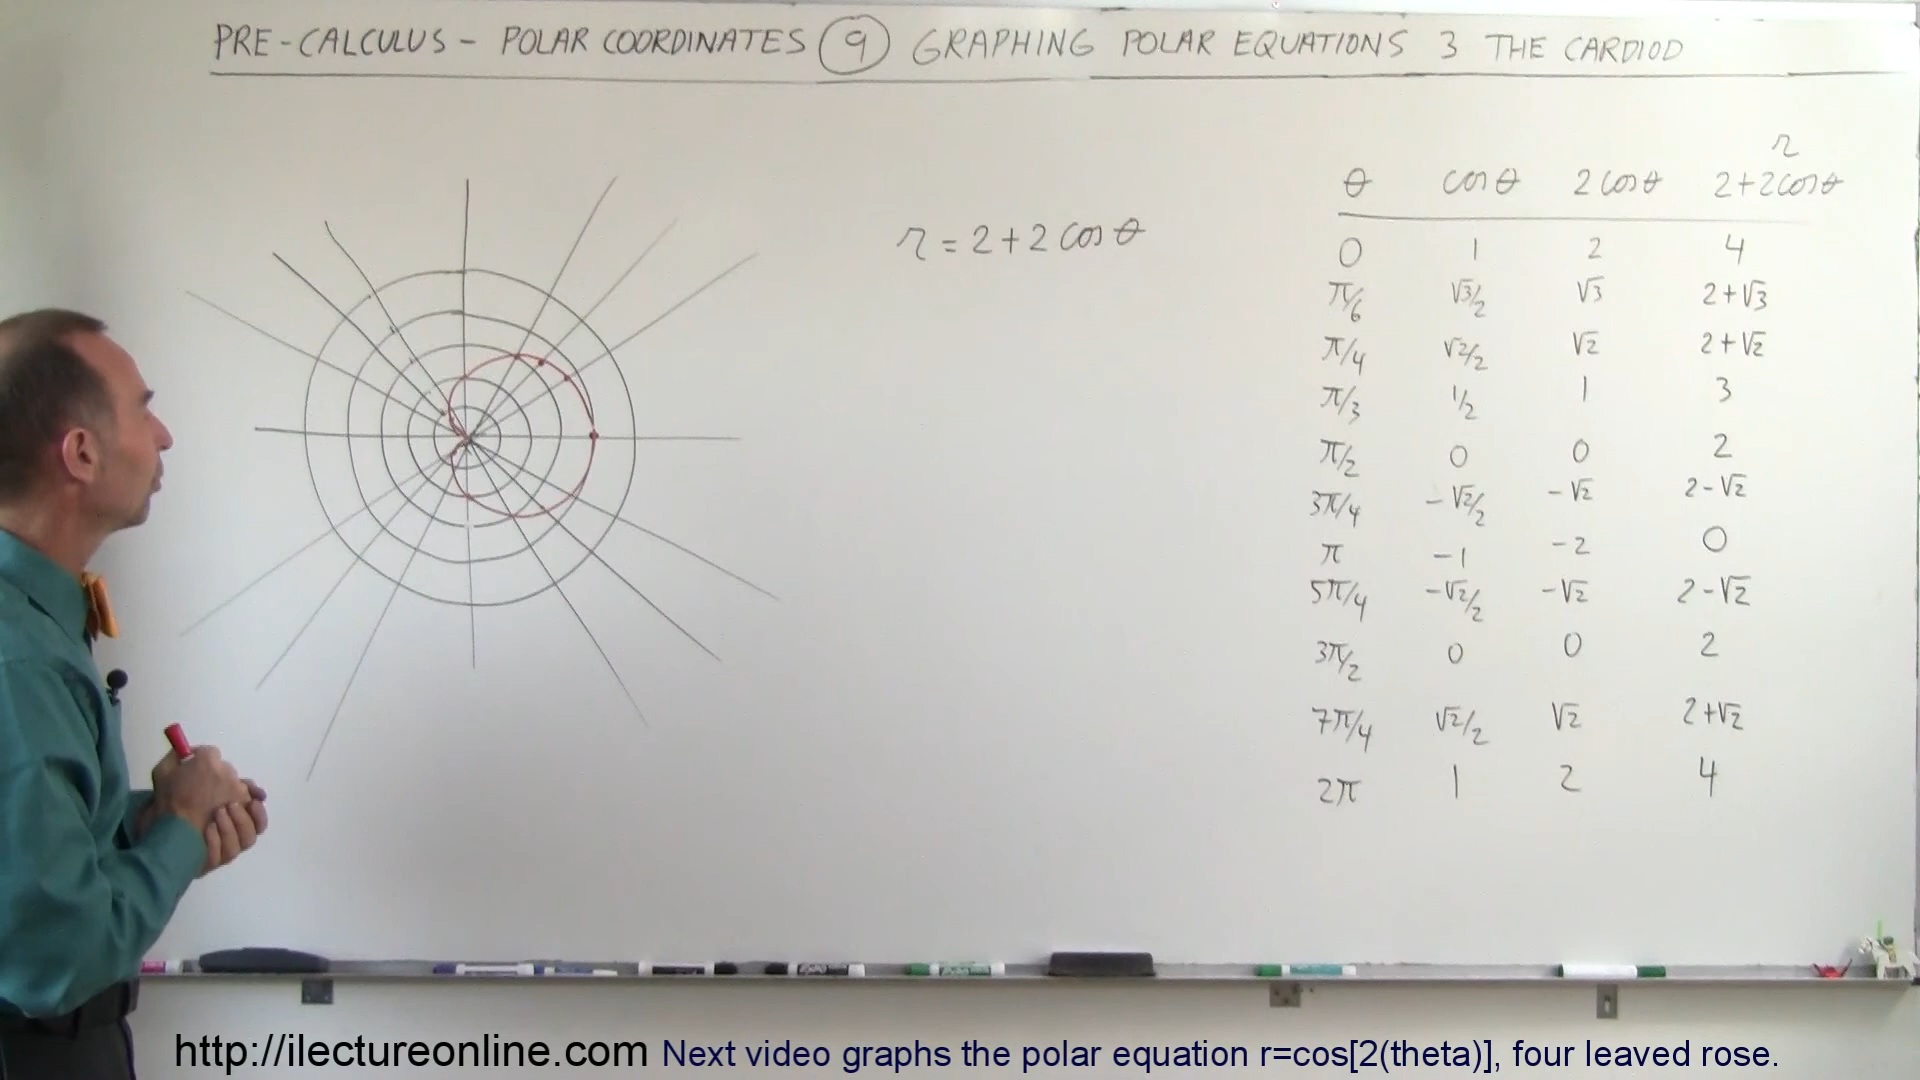 PRE-CALCULUS - POLAR COORDINATES 9 GRAPHING POLAR EQUATIONS 3 THE CARDIOD
r = 2 + 2 cos θ
r
θ cos θ 2 cos θ 2+2cos θ
0 1 2 4
π/6 √3/2 √3 2+√3
π/4 √2/2 √2 2+√2
π/3 1/2 1 3
π/2 0 0 2
3π/4 -√2/2 -√2 2-√2
π -1 -2 0
5π/4 -√2/2 -√2 2-√2
3π/2 0 0 2
7π/4 √2/2 √2 2+√2
2π 1 2 4
http://ilectureonline.com Next video graphs the polar equation r=cos[2(theta)], four leaved rose.